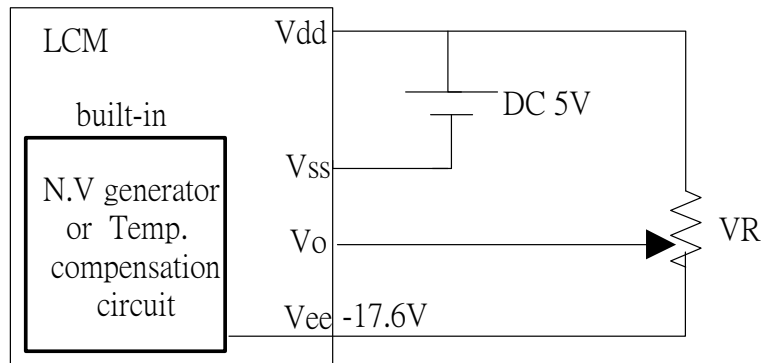 LCM
Vdd
DC 5V
built-in
Vss
N.V generator
or Temp.
compensation
circuit
Vo
VR
Vee -17.6V